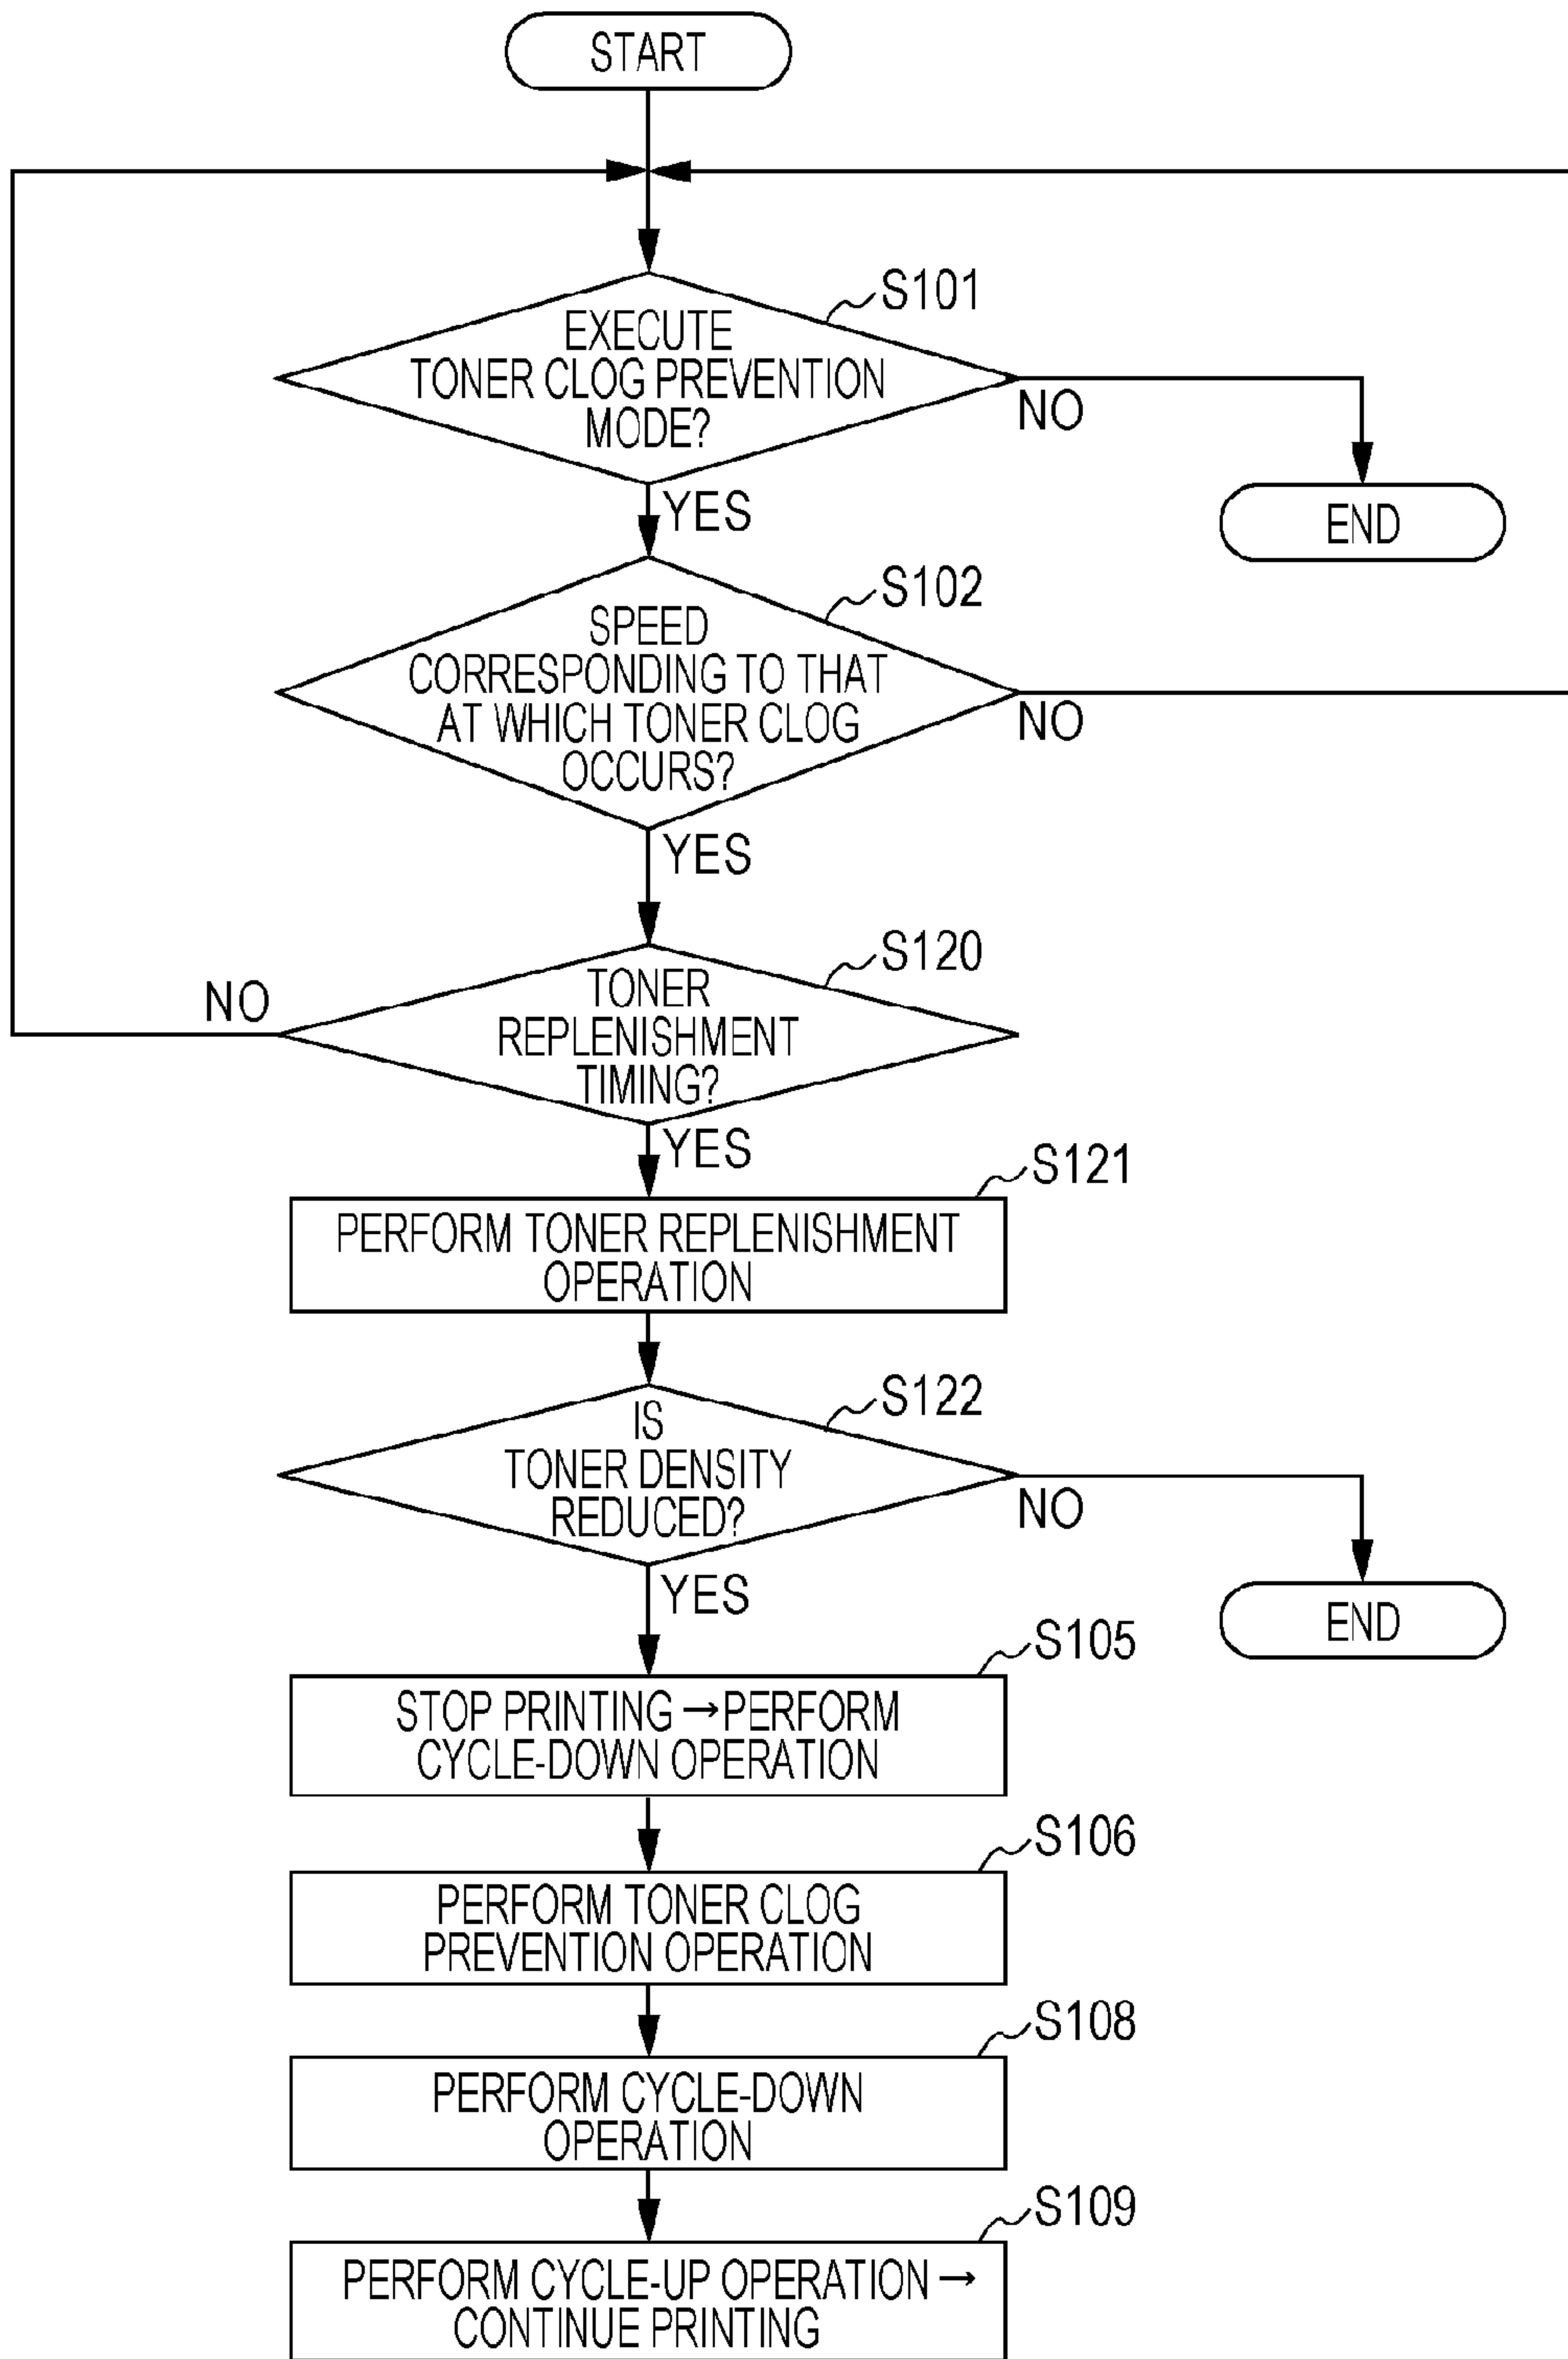 START
S101
EXECUTE
TONER CLOG PREVENTION
MODE?
NO
YES
END
S102
SPEED
CORRESPONDING TO THAT
AT WHICH TONER CLOG
OCCURS?
NO
YES
S120
NO
TONER
REPLENISHMENT
TIMING?
YES
S121
PERFORM TONER REPLENISHMENT
OPERATION
S122
IS
TONER DENSITY
REDUCED?
NO
YES
END
S105
STOP PRINTING → PERFORM
CYCLE-DOWN OPERATION
S106
PERFORM TONER CLOG
PREVENTION OPERATION
S108
PERFORM CYCLE-DOWN
OPERATION
S109
PERFORM CYCLE-UP OPERATION →
CONTINUE PRINTING